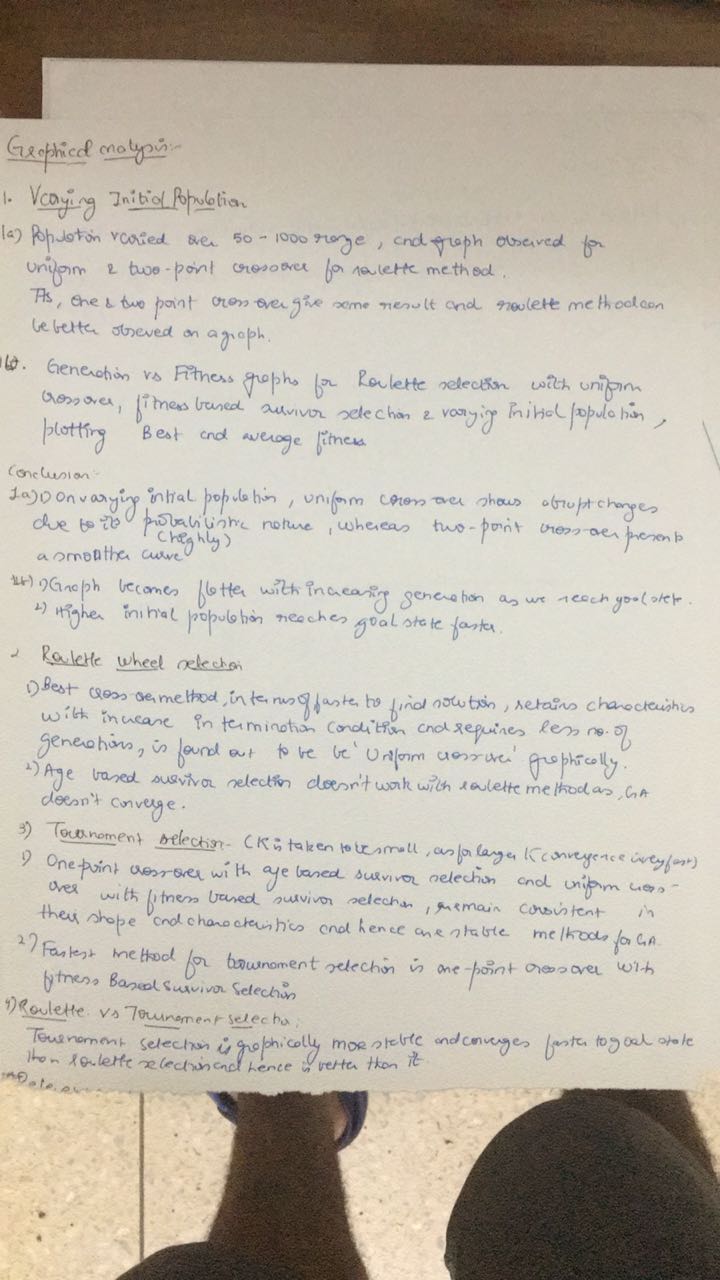 Graphical analysis:-
1. Varying Initial Population
1a) Population varied over 50-1000 range, and graph observed for
uniform & two-point crossover for roulette method.
As, one & two point cross over give same result and roulette method can
be better observed on a graph.
1b). Generation vs Fitness graphs for Roulette selection with uniform
crossover, fitness based survivor selection & varying initial population,
plotting Best and average fitness
Conclusion:-
1a) 1) On varying initial population, uniform cross over shows abrupt changes
due to its probabilistic nature, whereas two-point cross-over presents
(highly)
a smoother curve
1b) 1) Graph becomes flatter with increasing generation as we reach goal state.
2) Higher initial population reaches goal state faster.
2 Roulette wheel selection
1) Best cross over method, in terms of faster to find solution, retains characteristics
with increase in termination condition and requires less no. of
generations, is found out to be be 'Uniform crossover' graphically.
2) Age based survivor selection doesn't work with roulette method as, GA
doesn't converge.
3) Tournament selection - (K is taken to be small, as for larger K convergence is very fast)
1) One-point cross-over with age based survivor selection and uniform cross-
over with fitness based survivor selection, remain consistent in
their shape and characteristics and hence are stable methods for GA.
2) Fastest method for tournament selection is one-point crossover with
fitness Based Survivor Selection
4) Roulette vs Tournament selectio:
Tournament selection is graphically more stable and converges faster to goal state
than roulette selection and hence is better than it.